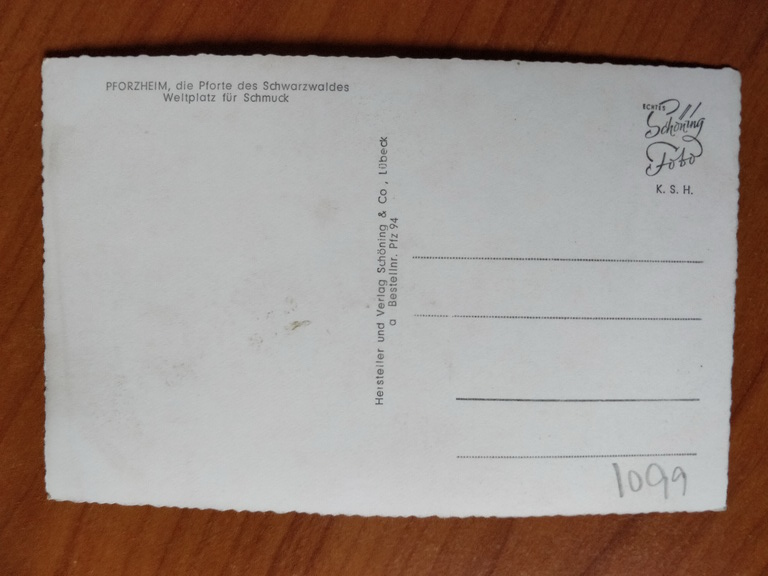 PFORZHEIM, die Pforte des Schwarzwaldes
Weltplatz für Schmuck
Hersteller und Verlag Schöning & Co, Lübeck
a Bestellnr. Pfz 94
ECHTES
Schöning
Foto
K. S. H.
1099